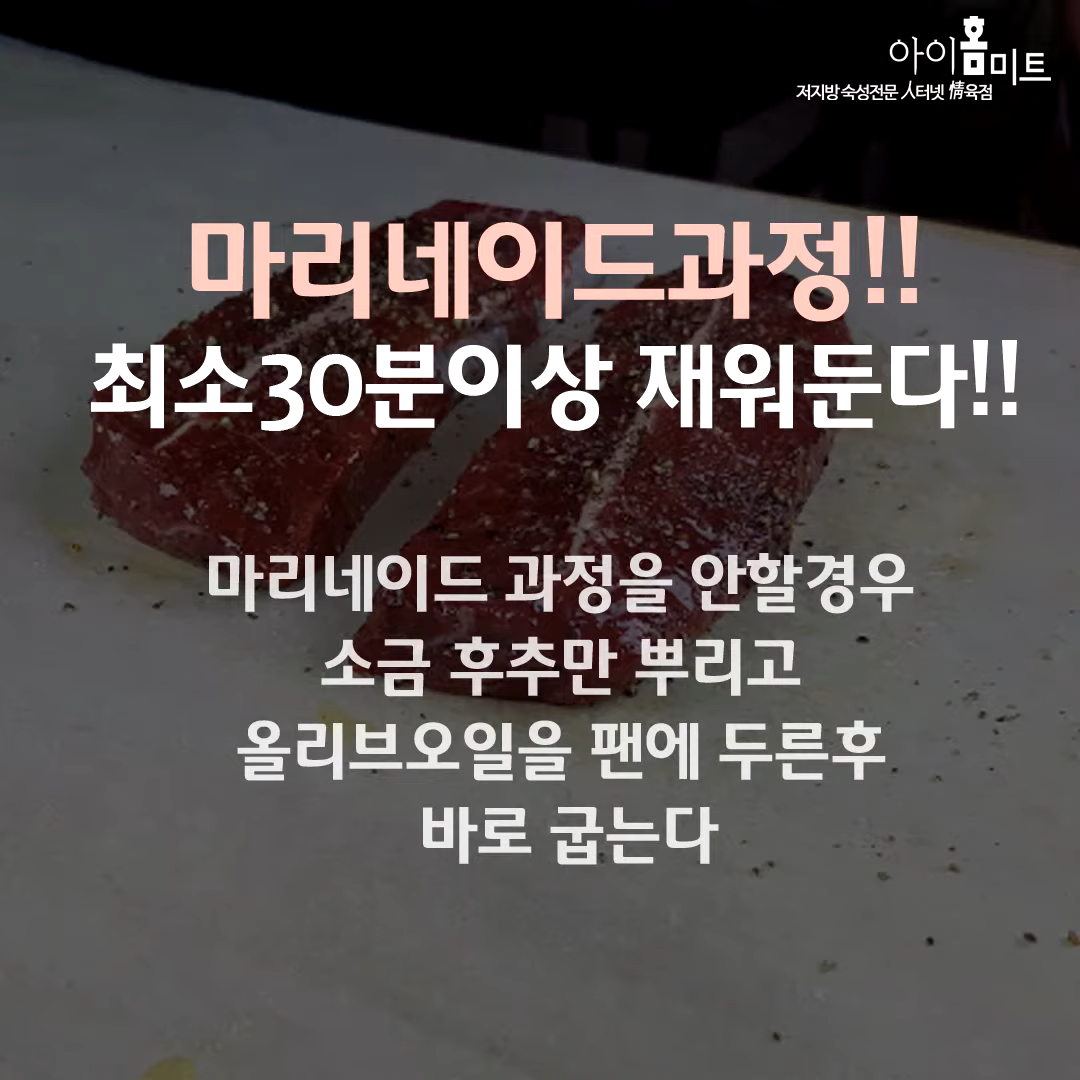 아이홈미트
저지방 숙성전문 人터넷 情육점
마리네이드과정!!
최소30분이상 재워둔다!!
마리네이드 과정을 안할경우
소금 후추만 뿌리고
올리브오일을 팬에 두른후
바로 굽는다